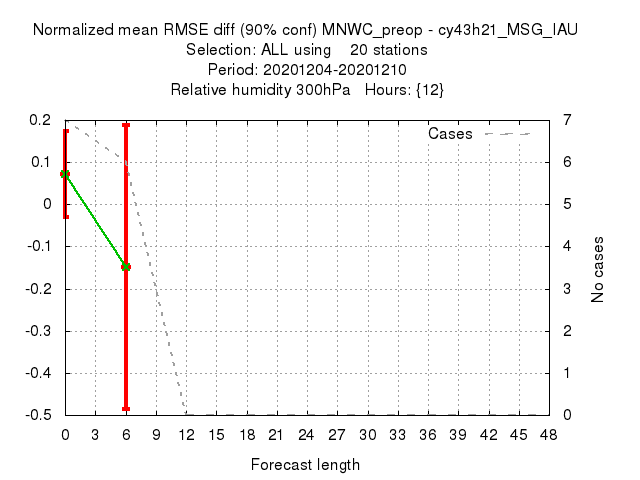 Normalized mean RMSE diff (90% conf) MNWC_preop - cy43h21_MSG_IAU
Selection: ALL using    20 stations
Period: 20201204-20201210
Relative humidity 300hPa   Hours: {12}
Cases
0.2
0.1
0
-0.1
-0.2
-0.3
-0.4
-0.5
7
6
5
4
3
2
1
0
No cases
0 3 6 9 12 15 18 21 24 27 30 33 36 39 42 45 48
Forecast length